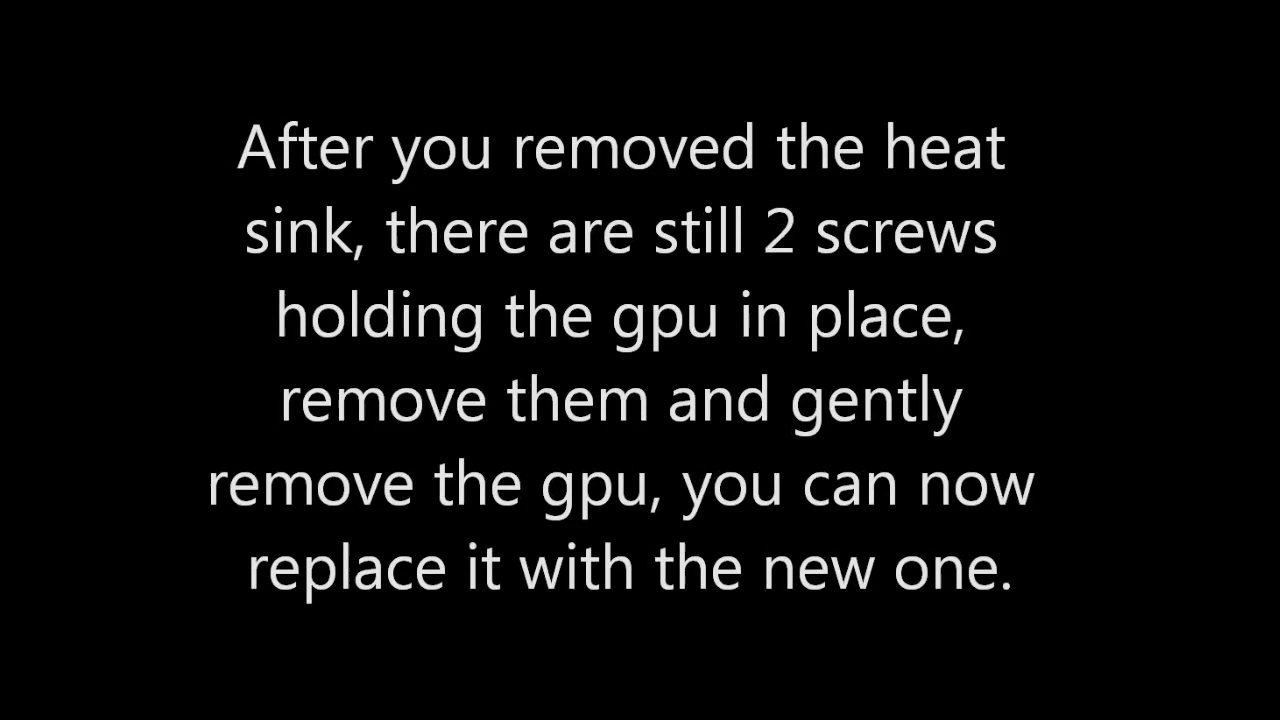 After you removed the heat
sink, there are still 2 screws
holding the gpu in place,
remove them and gently
remove the gpu, you can now
replace it with the new one.